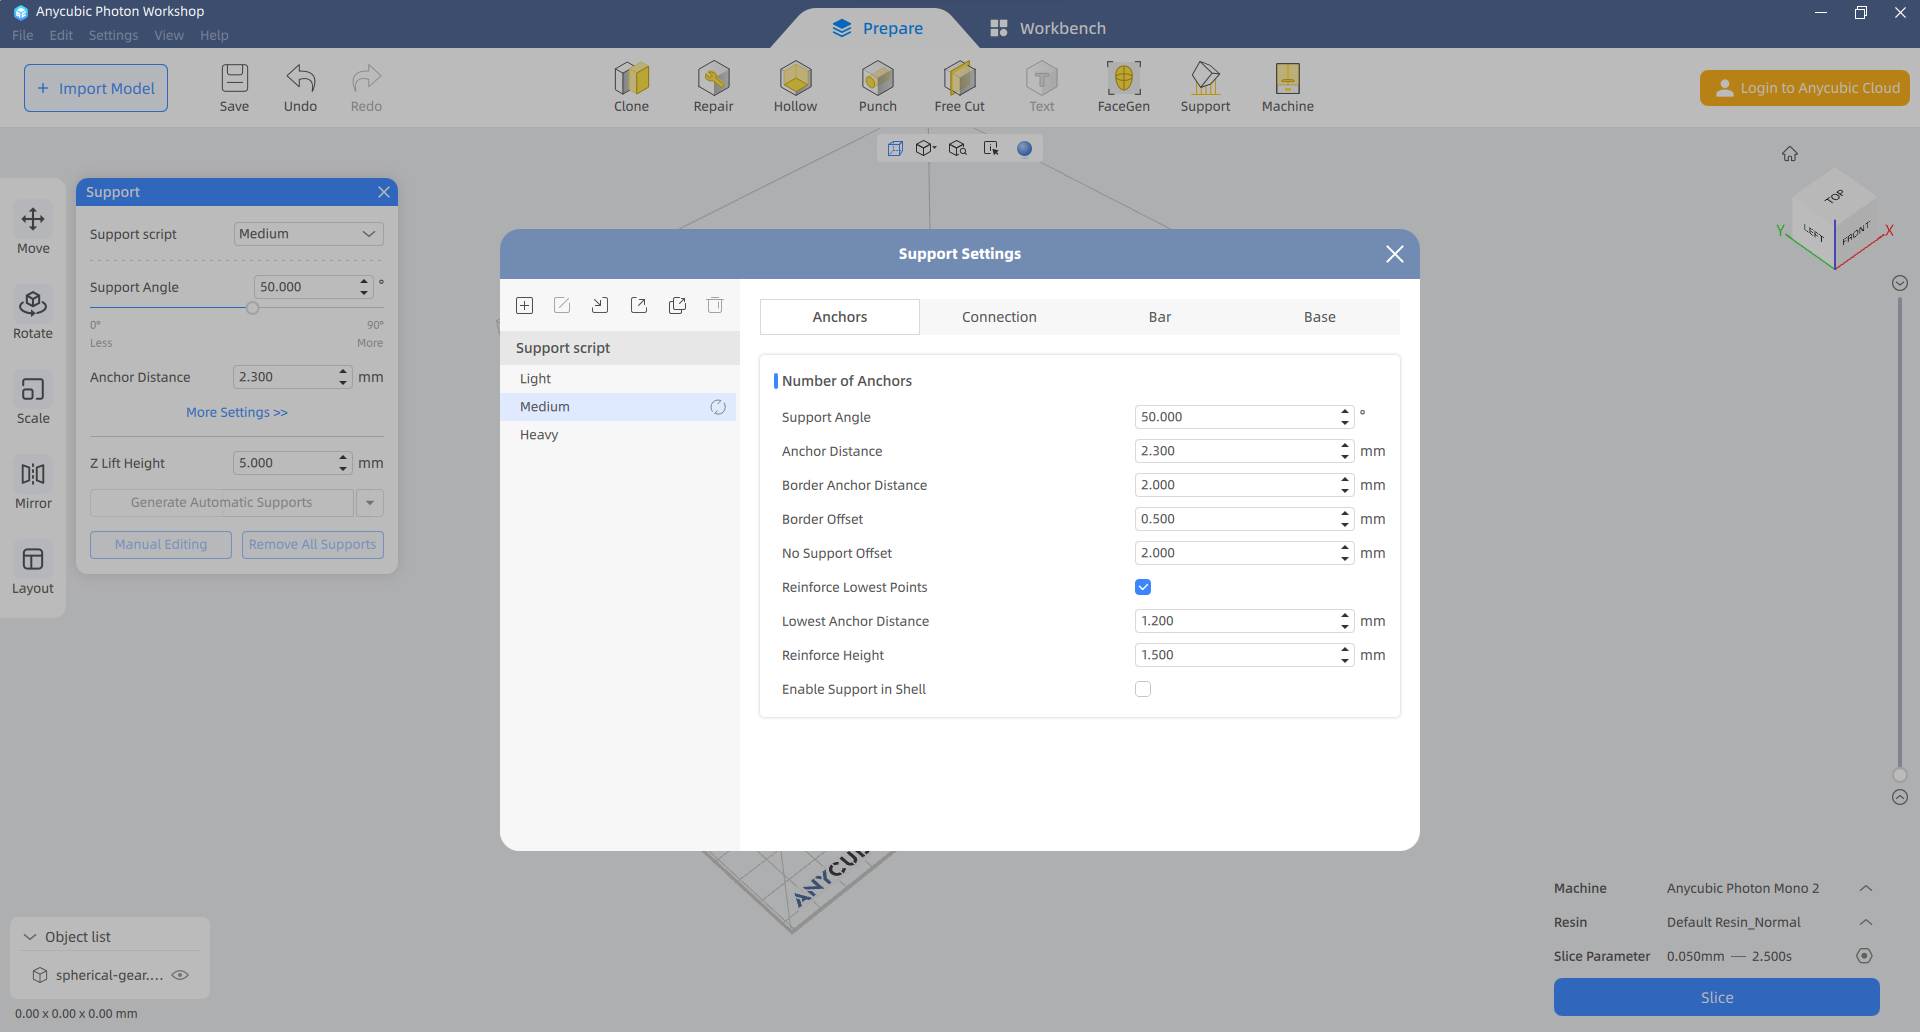 Anycubic Photon Workshop
File Edit Settings View Help
Prepare
Workbench
+ Import Model
Save
Undo
Redo
Clone
Repair
Hollow
Punch
Free Cut
Text
FaceGen
Support
Machine
Login to Anycubic Cloud
Move
Rotate
Scale
Mirror
Layout
Support
Support script Medium
Support Angle 50.000 °
0° 90°
Less More
Anchor Distance 2.300 mm
More Settings >>
Z Lift Height 5.000 mm
Generate Automatic Supports
Manual Editing Remove All Supports
TOP
LEFT
FRONT
Y
X
Support Settings
Support script
Light
Medium
Heavy
Anchors Connection Bar Base
Number of Anchors
Support Angle 50.000 °
Anchor Distance 2.300 mm
Border Anchor Distance 2.000 mm
Border Offset 0.500 mm
No Support Offset 2.000 mm
Reinforce Lowest Points
Lowest Anchor Distance 1.200 mm
Reinforce Height 1.500 mm
Enable Support in Shell
Object list
spherical-gear....
0.00 x 0.00 x 0.00 mm
Machine Anycubic Photon Mono 2
Resin Default Resin_Normal
Slice Parameter 0.050mm — 2.500s
Slice